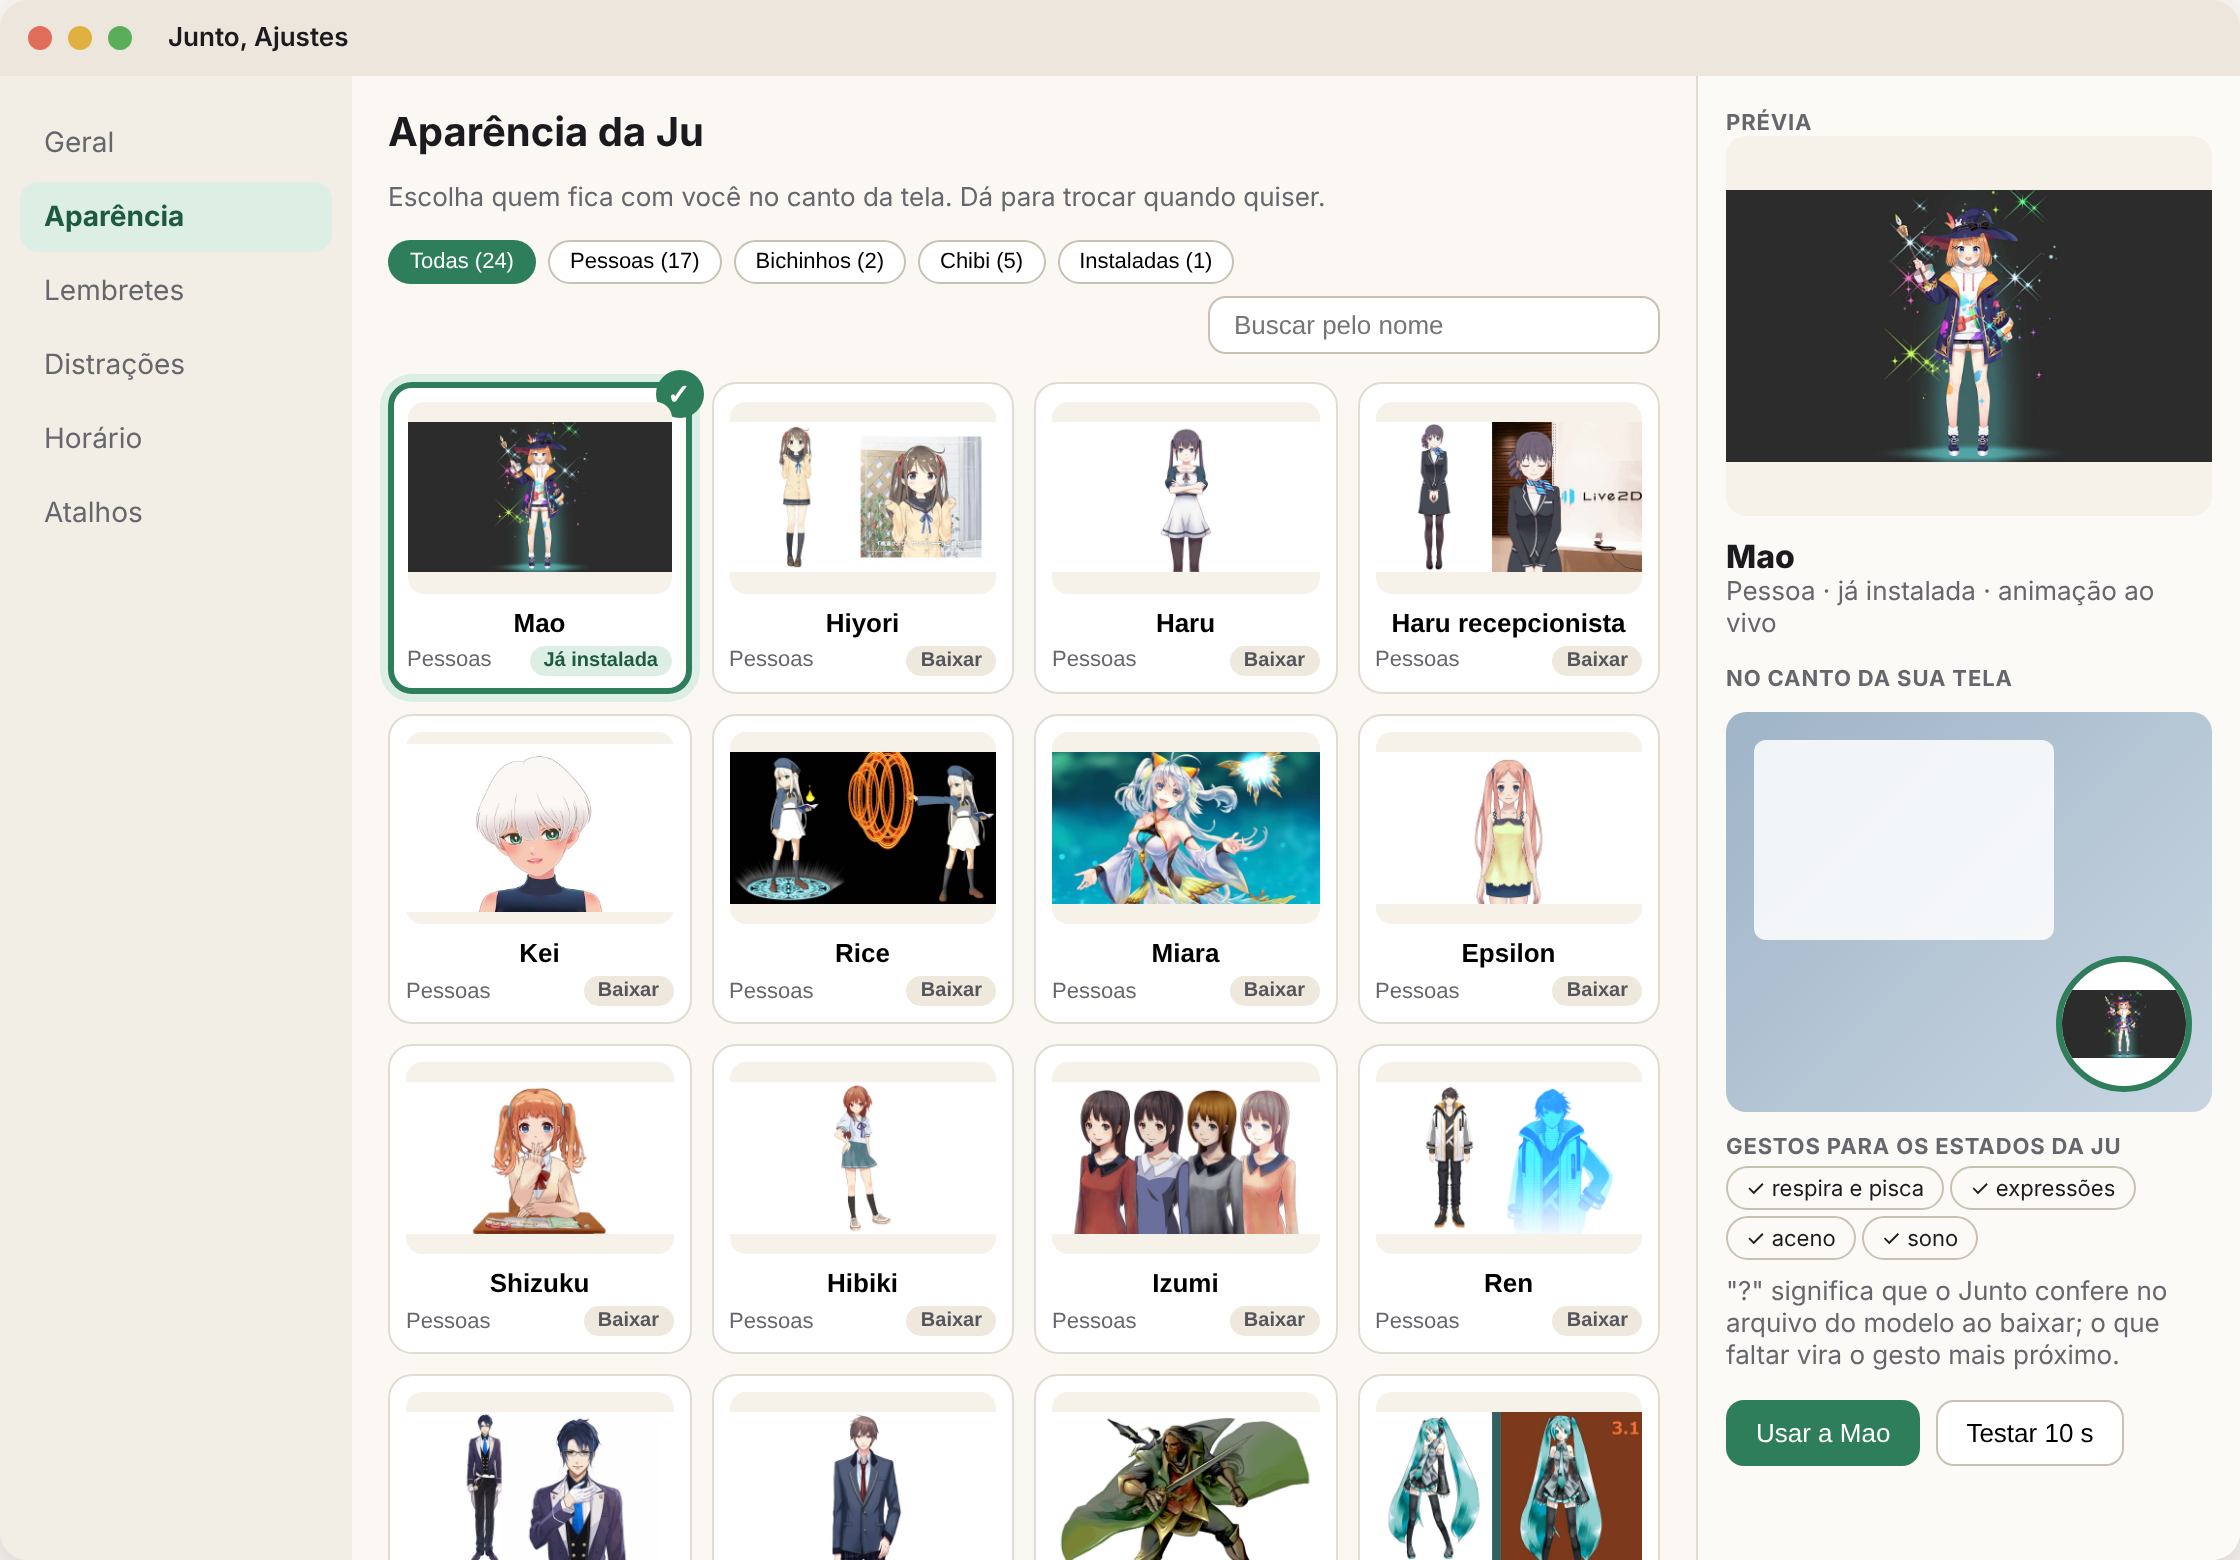 Junto, Ajustes
Geral
Aparência
Lembretes
Distrações
Horário
Atalhos
Aparência da Ju
Escolha quem fica com você no canto da tela. Dá para trocar quando quiser.
Todas (24)
Pessoas (17)
Bichinhos (2)
Chibi (5)
Instaladas (1)
Buscar pelo nome
Mao
Pessoas
Já instalada
Hiyori
Pessoas
Baixar
Haru
Pessoas
Baixar
Live2D
Haru recepcionista
Pessoas
Baixar
Kei
Pessoas
Baixar
Rice
Pessoas
Baixar
Miara
Pessoas
Baixar
Epsilon
Pessoas
Baixar
Shizuku
Pessoas
Baixar
Hibiki
Pessoas
Baixar
Izumi
Pessoas
Baixar
Ren
Pessoas
Baixar
3.1
PRÉVIA
Mao
Pessoa · já instalada · animação ao
vivo
NO CANTO DA SUA TELA
GESTOS PARA OS ESTADOS DA JU
✓ respira e pisca
✓ expressões
✓ aceno
✓ sono
"?" significa que o Junto confere no
arquivo do modelo ao baixar; o que
faltar vira o gesto mais próximo.
Usar a Mao
Testar 10 s